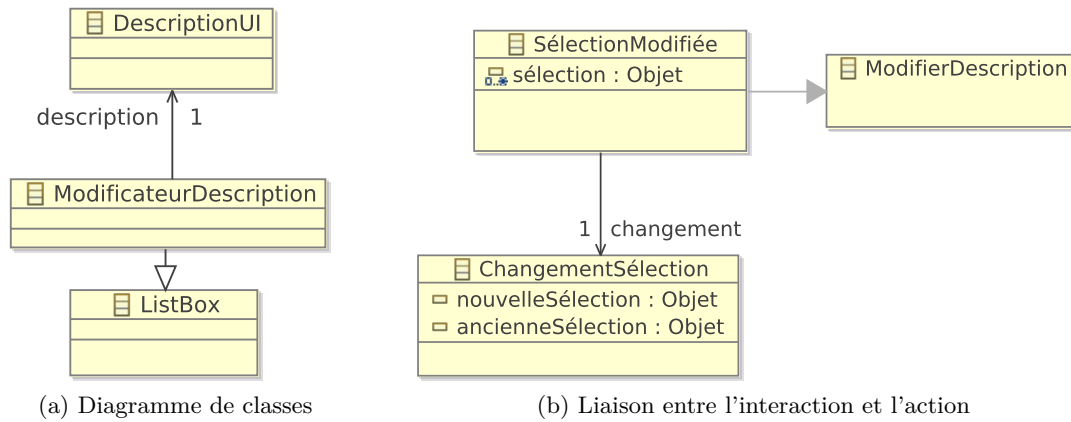 DescriptionUI
description 1
ModificateurDescription
ListBox
(a) Diagramme de classes
SélectionModifiée
0..*
sélection : Objet
ModifierDescription
1 changement
ChangementSélection
nouvelleSélection : Objet
ancienneSélection : Objet
(b) Liaison entre l'interaction et l'action